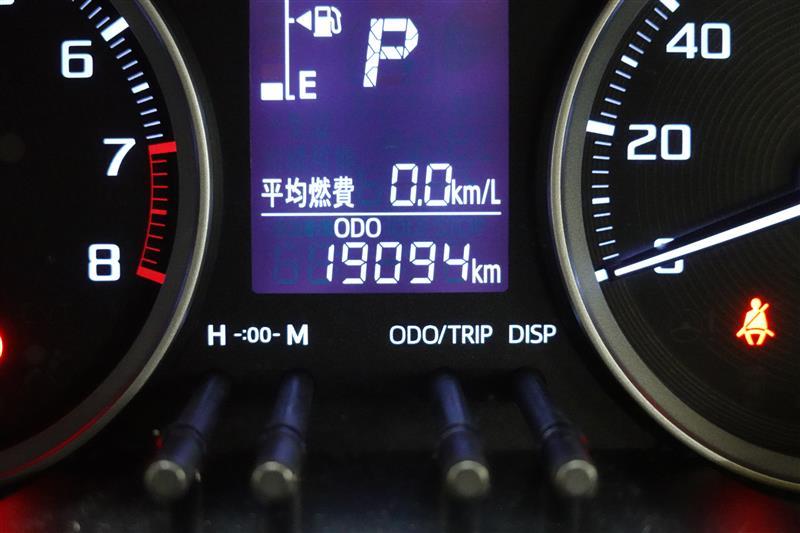 6
7
8
E
P
平均燃費 0.0km/L
ODO
19094km
40
20
0
H -:00- M
ODO/TRIP DISP